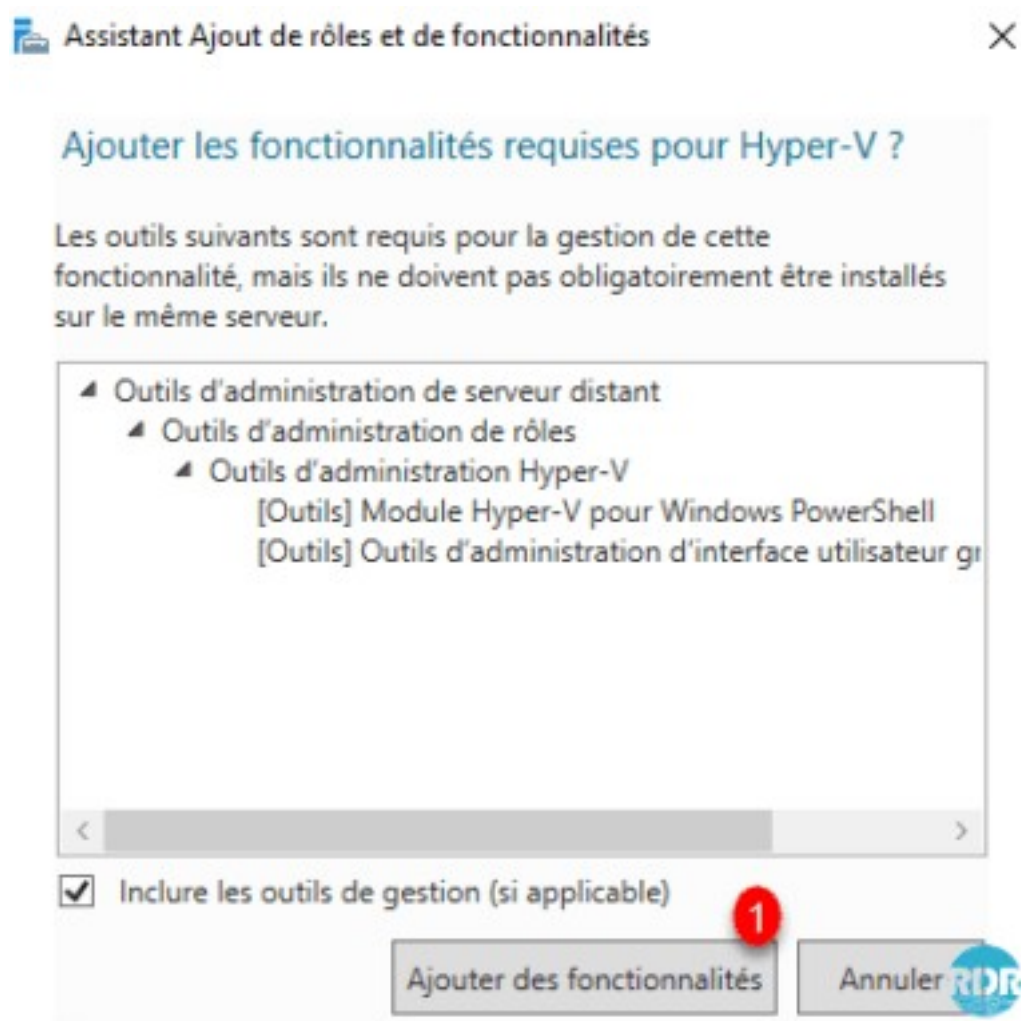 Assistant Ajout de rôles et de fonctionnalités
Ajouter les fonctionnalités requises pour Hyper-V ?
Les outils suivants sont requis pour la gestion de cette
fonctionnalité, mais ils ne doivent pas obligatoirement être installés
sur le même serveur.
Outils d'administration de serveur distant
Outils d'administration de rôles
Outils d'administration Hyper-V
[Outils] Module Hyper-V pour Windows PowerShell
[Outils] Outils d'administration d'interface utilisateur gr
Inclure les outils de gestion (si applicable)
1
Ajouter des fonctionnalités
Annuler
RDR